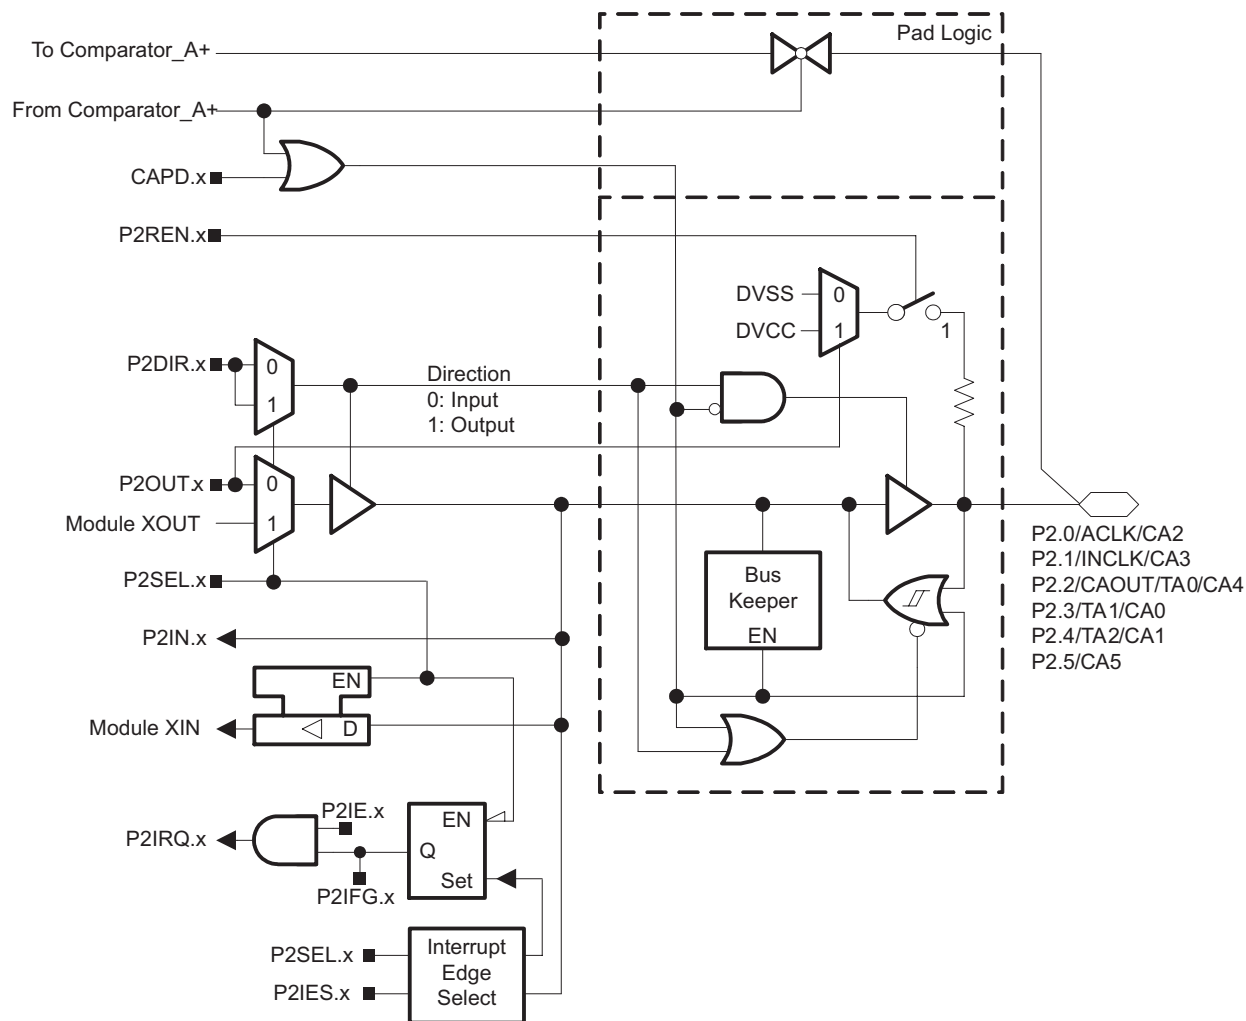 Pad Logic
To Comparator_A+
From Comparator_A+
CAPD.x
P2REN.x
DVSS
0
DVCC
1
1
P2DIR.x
0
1
Direction
0: Input
1: Output
P2OUT.x
0
Module XOUT
1
P2SEL.x
P2.0/ACLK/CA2
P2.1/INCLK/CA3
P2.2/CAOUT/TA0/CA4
P2.3/TA1/CA0
P2.4/TA2/CA1
P2.5/CA5
Bus
Keeper
EN
P2IN.x
EN
Module XIN
D
P2IE.x
P2IRQ.x
P2IFG.x
EN
Q
Set
P2SEL.x
P2IES.x
Interrupt
Edge
Select